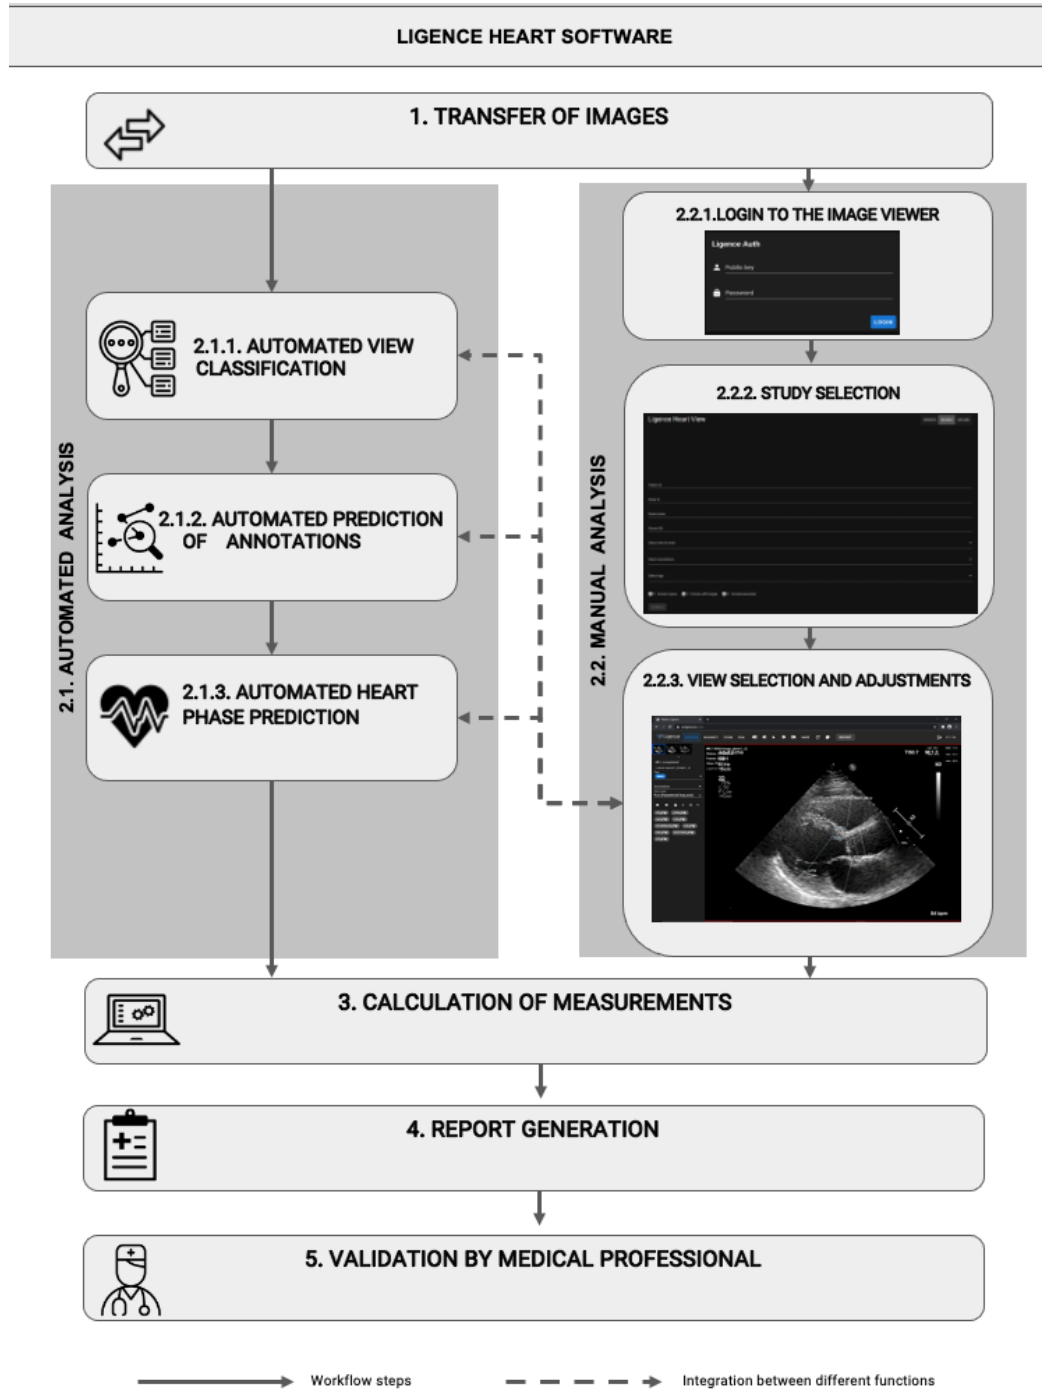 LIGENCE HEART SOFTWARE
1. TRANSFER OF IMAGES
2.1. AUTOMATED ANALYSIS
2.1.1. AUTOMATED VIEW
CLASSIFICATION
2.1.2. AUTOMATED PREDICTION
OF ANNOTATIONS
2.1.3. AUTOMATED HEART
PHASE PREDICTION
2.2. MANUAL ANALYSIS
2.2.1.LOGIN TO THE IMAGE VIEWER
Ligence Auth
Public key
Password
LOGIN
2.2.2. STUDY SELECTION
Ligence Heart View
2.2.3. VIEW SELECTION AND ADJUSTMENTS
3. CALCULATION OF MEASUREMENTS
4. REPORT GENERATION
5. VALIDATION BY MEDICAL PROFESSIONAL
Workflow steps
Integration between different functions